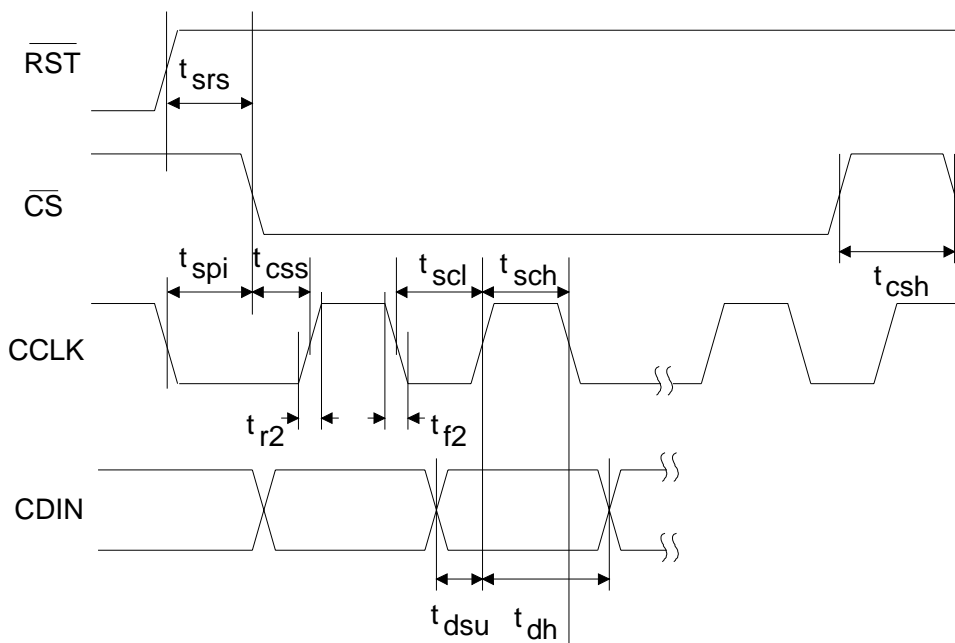 RST
t srs
CS
t spi
t css
t scl
t sch
t csh
CCLK
t r2
t f2
CDIN
t dsu
t dh